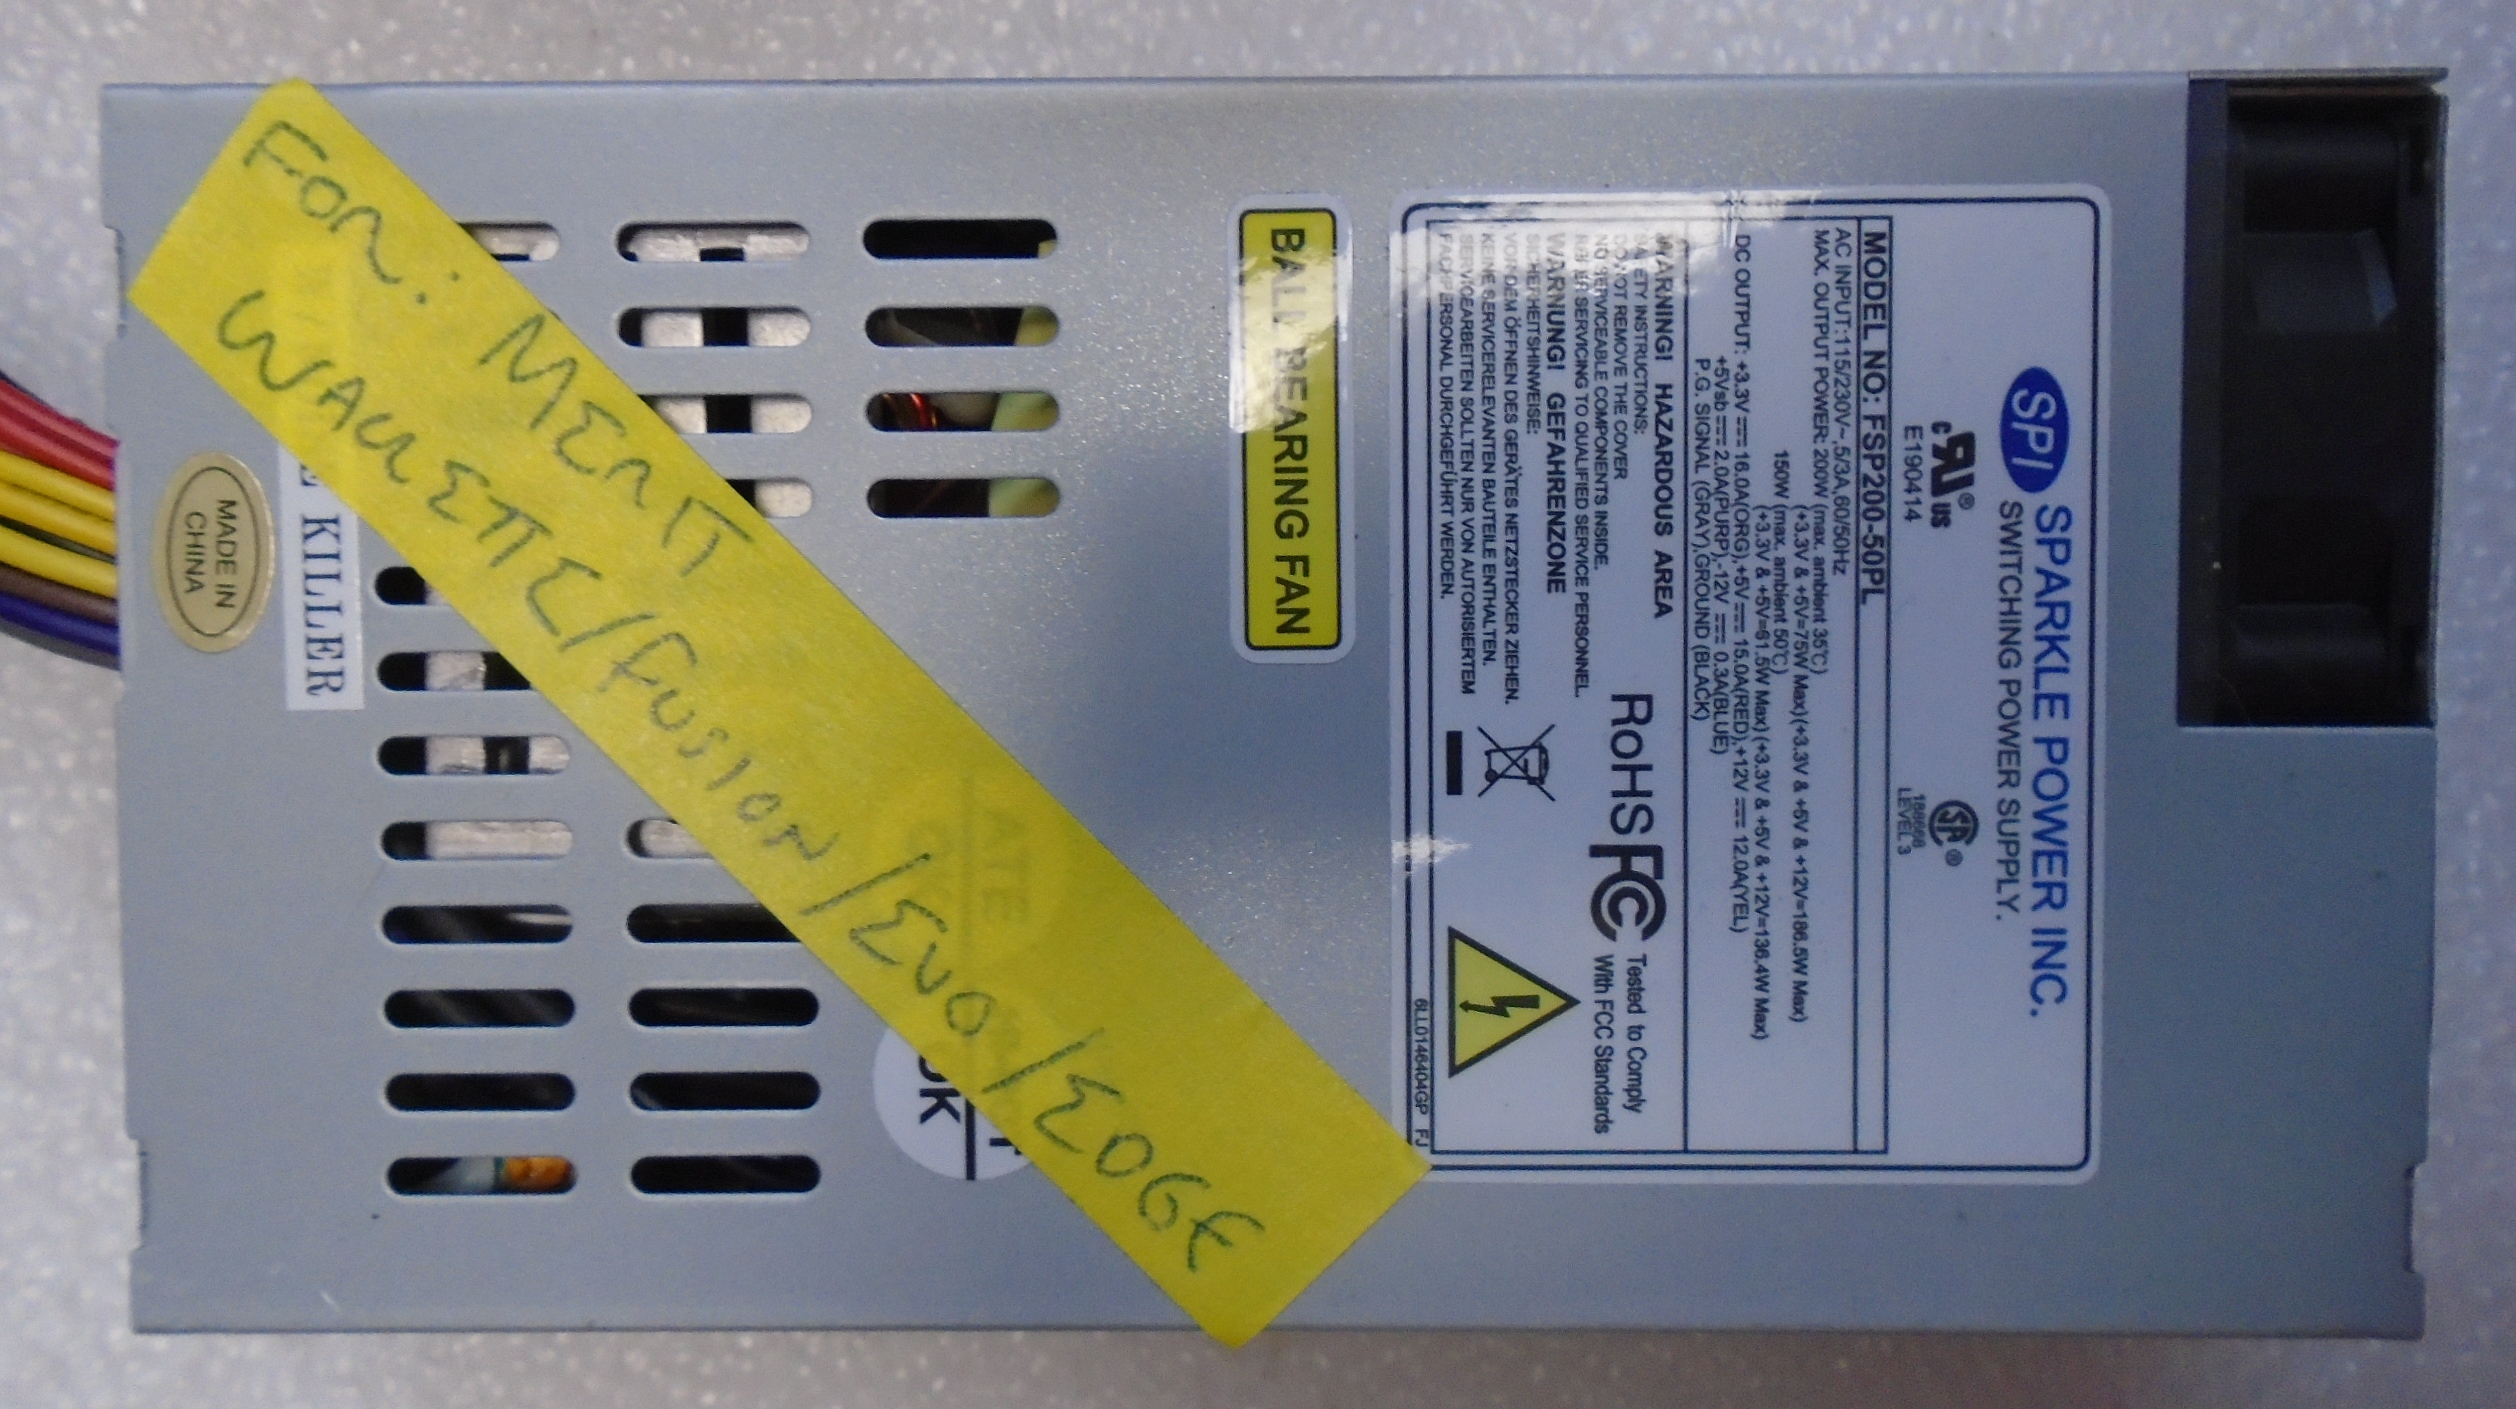 For: MERIT
WALLETTE/FUSION/EVO/EDGE
MADE IN
CHINA
KILLER
OK
BALL BEARING FAN
SPI SPARKLE POWER INC.
SWITCHING POWER SUPPLY.
c RU US ®
E190414
SA ®
LEVEL 3
MODEL NO: FSP200-50PL
AC INPUT:115/230V~,5/3A,60/50Hz
MAX. OUTPUT POWER: 200W (max. ambient 35°C)
(+3.3V & +5V=75W Max) (+3.3V & +5V & +12V=186.5W Max)
150W (max. ambient 50°C)
(+3.3V & +5V=61.5W Max) (+3.3V & +5V & +12V=136.4W Max)
DC OUTPUT: +3.3V ⎓ 16.0A(ORG),+5V ⎓ 15.0A(RED),+12V ⎓ 12.0A(YEL)
+5Vsb ⎓ 2.0A(PURP),-12V ⎓ 0.3A(BLUE)
P.G. SIGNAL (GRAY),GROUND (BLACK)
WARNING! HAZARDOUS AREA
SAFETY INSTRUCTIONS:
DO NOT REMOVE THE COVER
NO SERVICEABLE COMPONENTS INSIDE.
REFER SERVICING TO QUALIFIED SERVICE PERSONNEL.
WARNUNG! GEFAHRENZONE
SICHERHEITSHINWEISE:
VOR DEM ÖFFNEN DES GERÄTES NETZSTECKER ZIEHEN.
KEINE SERVICERELEVANTEN BAUTEILE ENTHALTEN.
SERVICEARBEITEN SOLLTEN NUR VON AUTORISIERTEM
FACHPERSONAL DURCHGEFÜHRT WERDEN.
RoHS FC Tested to Comply
With FCC Standards
6LL0146404GP FJ